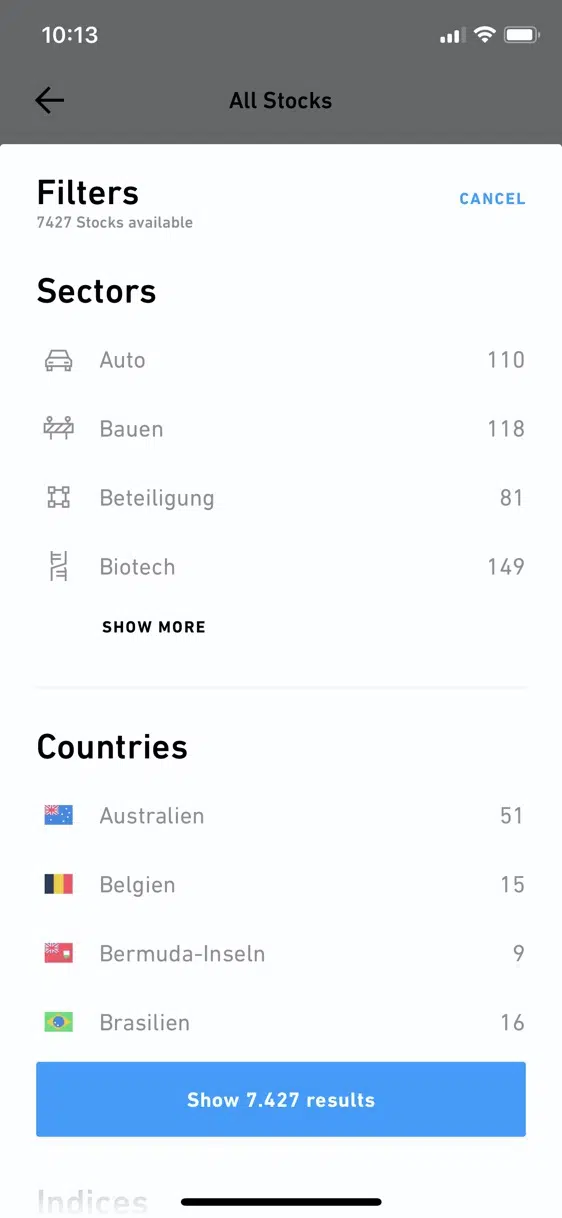 10:13
All Stocks
Filters
CANCEL
7427 Stocks available
Sectors
Auto 110
Bauen 118
Beteiligung 81
Biotech 149
SHOW MORE
Countries
Australien 51
Belgien 15
Bermuda-Inseln 9
Brasilien 16
Show 7.427 results
Indices